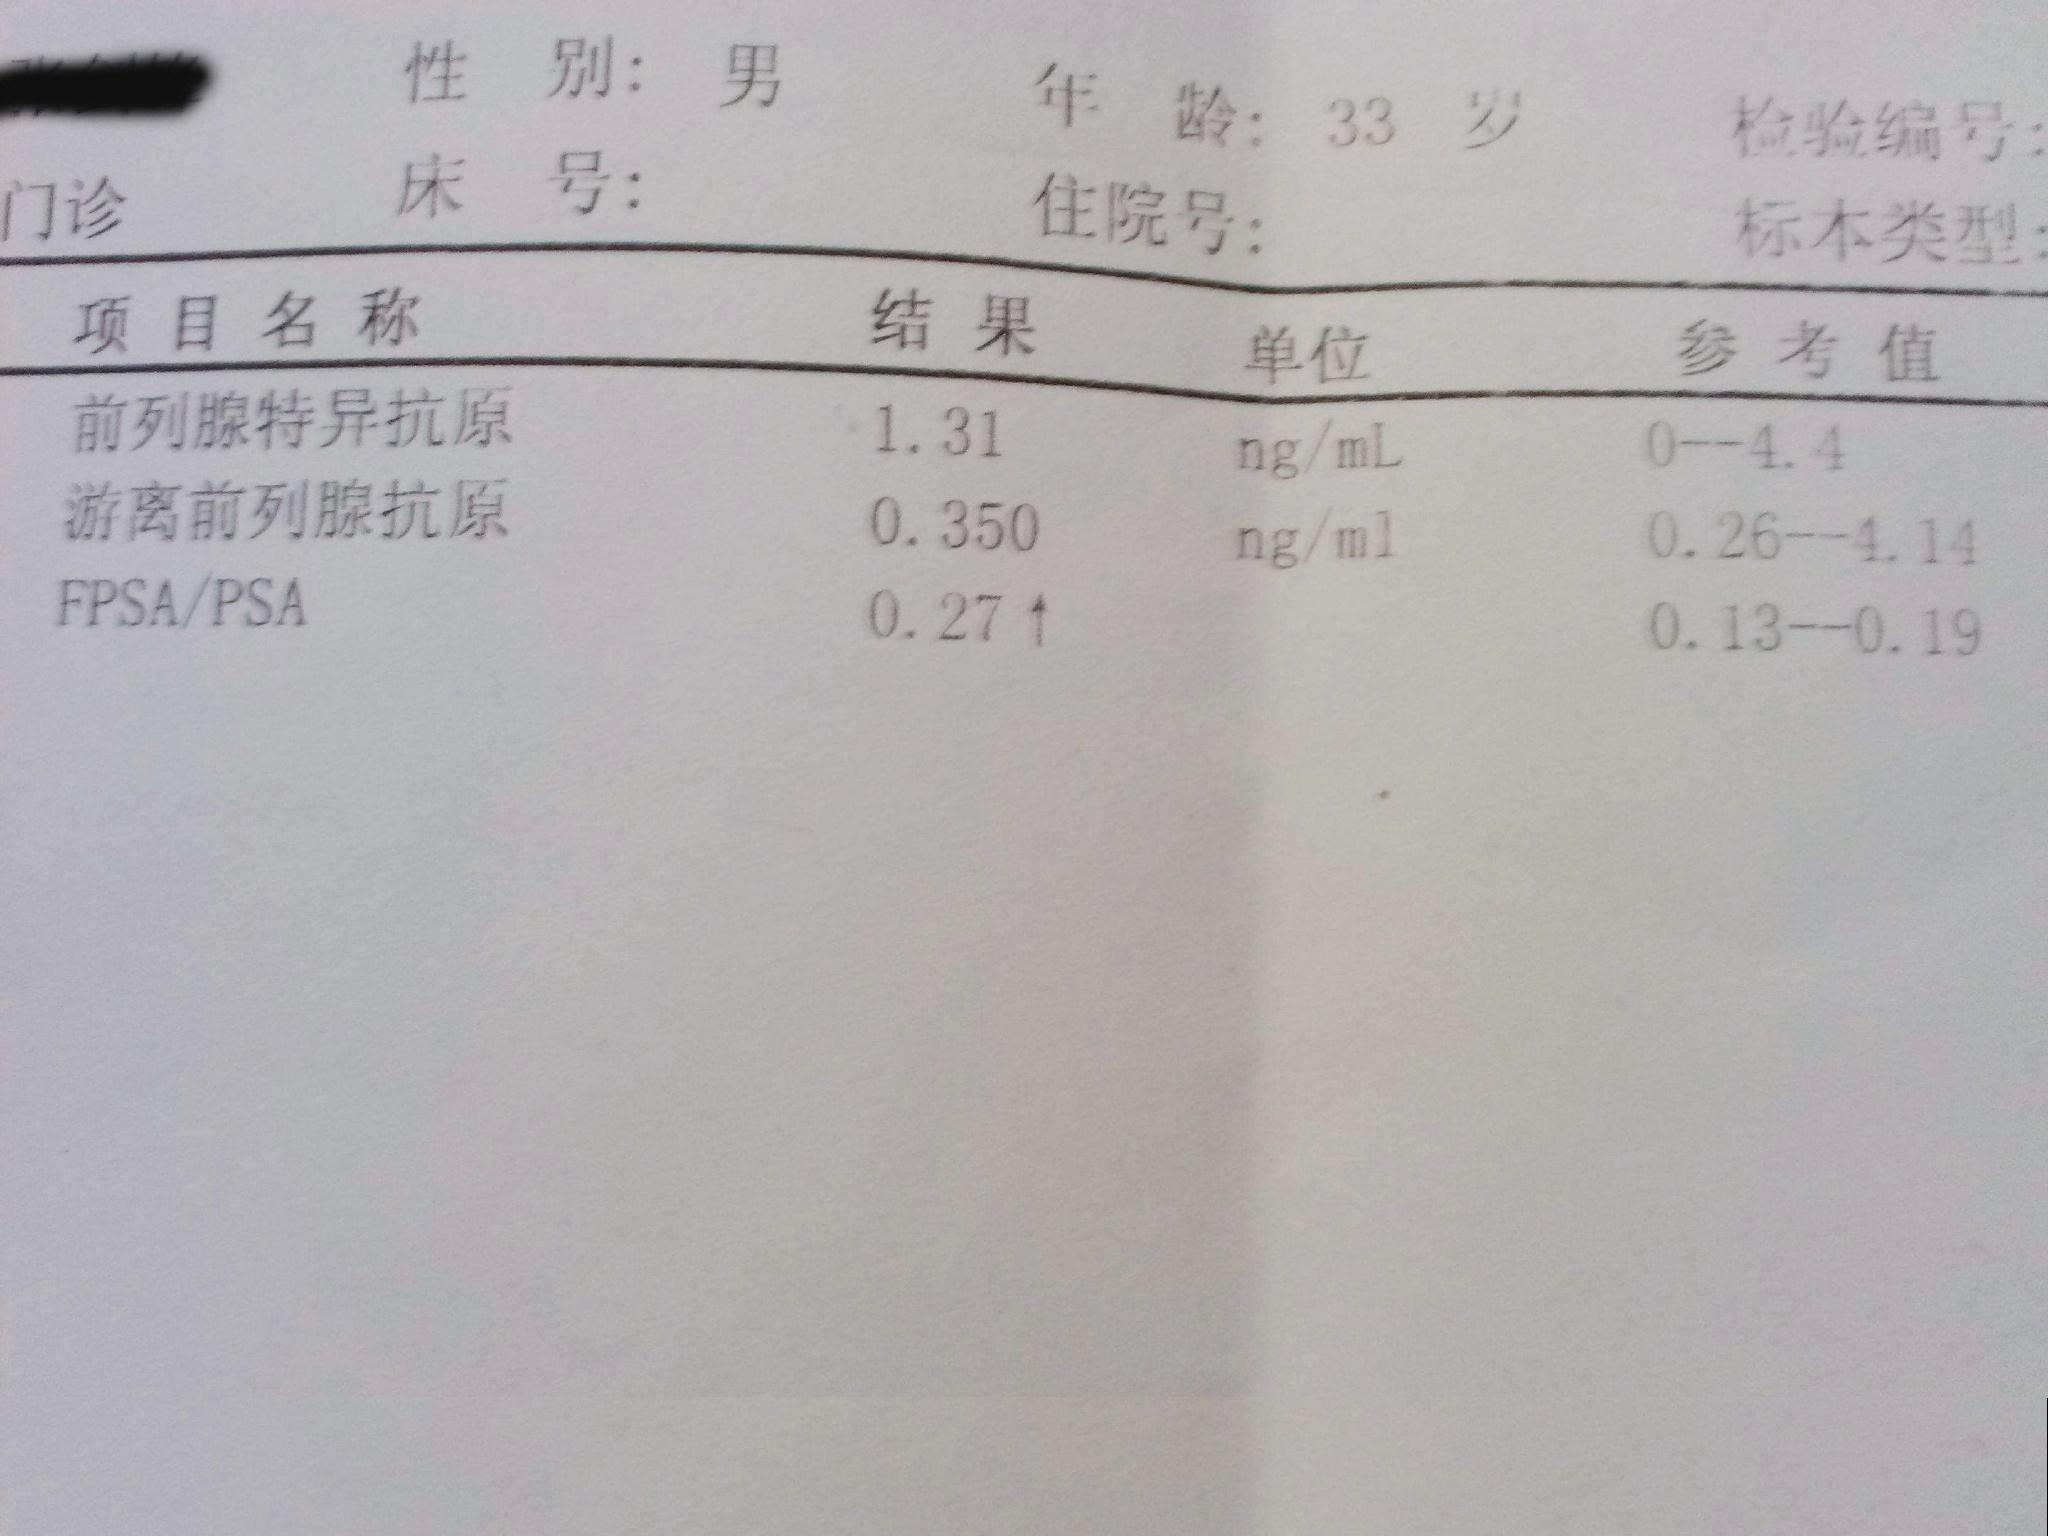 性 别: 男 年 龄: 33 岁 检验编号:
门诊 床 号: 住院号: 标本类型:
项 目 名 称 结 果 单位 参 考 值
前列腺特异抗原 1.31 ng/mL 0--4.4
游离前列腺抗原 0.350 ng/ml 0.26--4.14
FPSA/PSA 0.27↑ 0.13--0.19